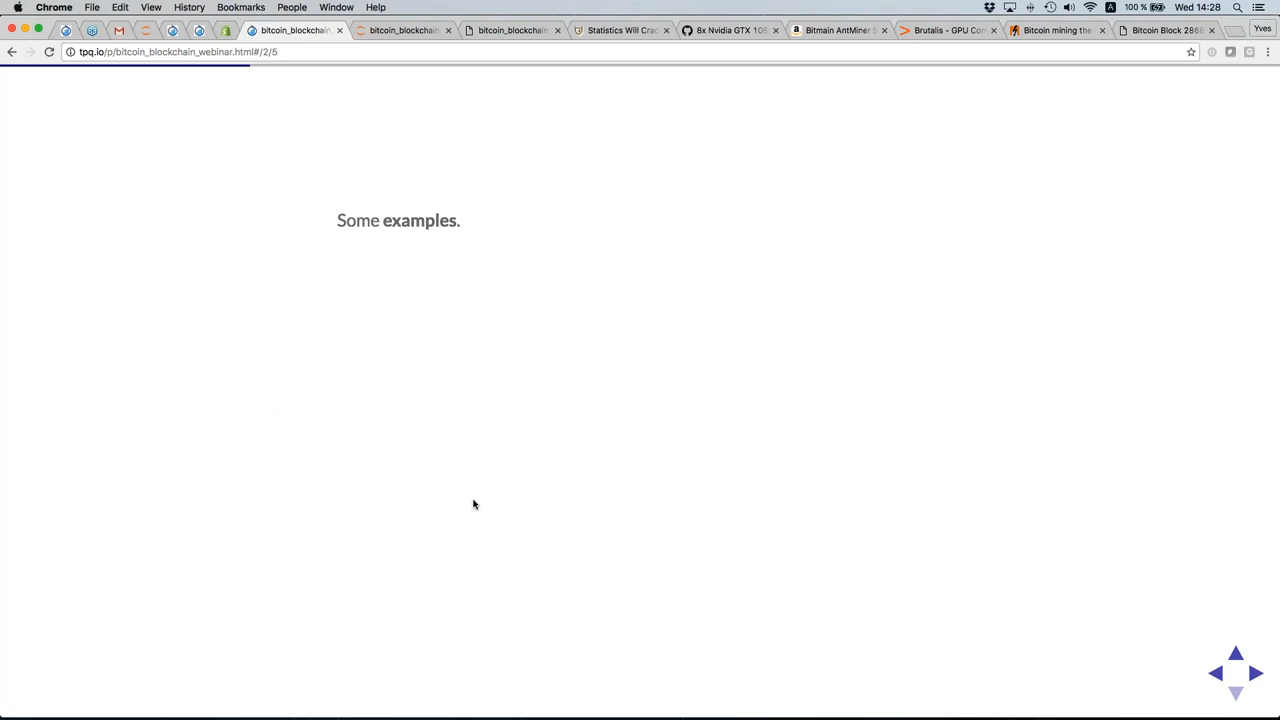 Chrome File Edit View History Bookmarks People Window Help 100 % Wed 14:28
bitcoin_blockchain bitcoin_blockchain bitcoin_blockchain Statistics Will Crac 8x Nvidia GTX 108 Bitmain AntMiner S Brutalis - GPU Com Bitcoin mining the Bitcoin Block 286 Yves
tpq.io/p/bitcoin_blockchain_webinar.html#/2/5
Some examples.